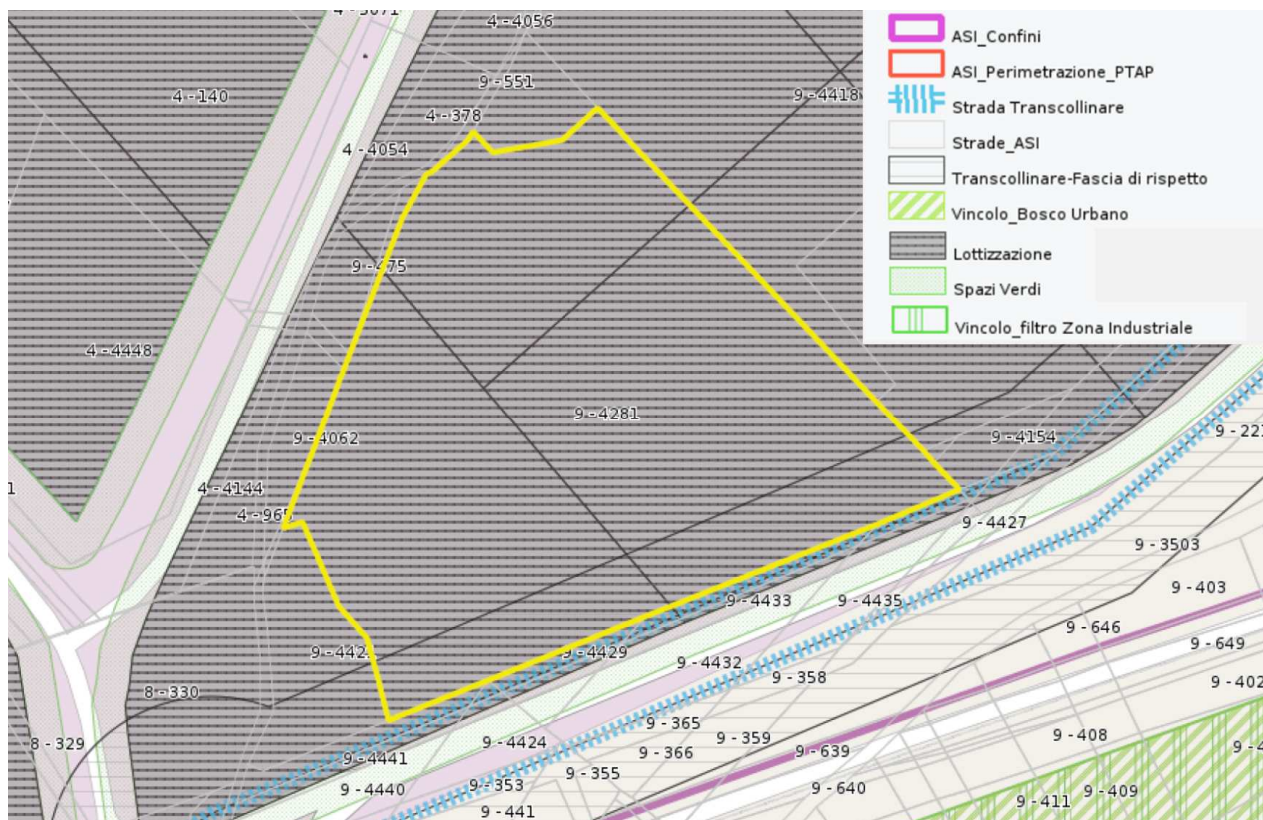 4 - 4056
9 - 551
4 - 140
9 - 4418
4 - 378
4 - 4054
9 - 475
4 - 4448
9 - 4281
9 - 4062
9 - 4154
4 - 4144
9 - 4427
9 - 3503
9 - 403
9 - 4433
9 - 4435
9 - 646
9 - 649
9 - 4429
9 - 4432
9 - 358
8 - 330
9 - 365
9 - 402
8 - 329
9 - 4424
9 - 366
9 - 359
9 - 639
9 - 408
9 - 4441
9 - 355
9 - 353
9 - 4440
9 - 640
9 - 409
9 - 411
9 - 441
ASI_Confini
ASI_Perimetrazione_PTAP
Strada Transcollinare
Strade_ASI
Transcollinare-Fascia di rispetto
Vincolo_Bosco Urbano
Lottizzazione
Spazi Verdi
Vincolo_filtro Zona Industriale